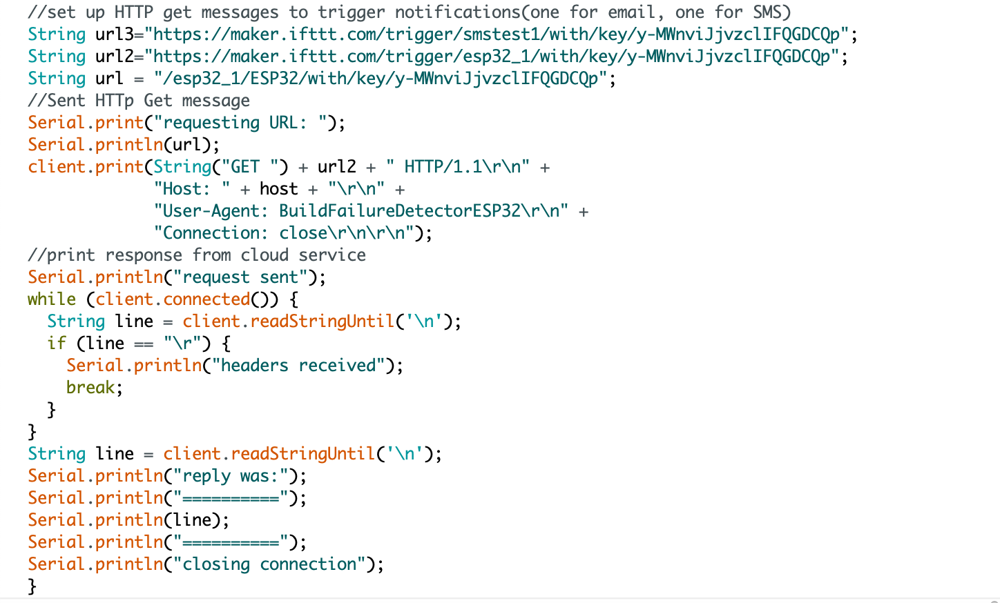 //set up HTTP get messages to trigger notifications(one for email, one for SMS)
String url3="https://maker.ifttt.com/trigger/smstest1/with/key/y-MWnviJjvzclIFQGDCQp";
String url2="https://maker.ifttt.com/trigger/esp32_1/with/key/y-MWnviJjvzclIFQGDCQp";
String url = "/esp32_1/ESP32/with/key/y-MWnviJjvzclIFQGDCQp";
//Sent HTTp Get message
Serial.print("requesting URL: ");
Serial.println(url);
client.print(String("GET ") + url2 + " HTTP/1.1\r\n" +
             "Host: " + host + "\r\n" +
             "User-Agent: BuildFailureDetectorESP32\r\n" +
             "Connection: close\r\n\r\n");
//print response from cloud service
Serial.println("request sent");
while (client.connected()) {
  String line = client.readStringUntil('\n');
  if (line == "\r") {
    Serial.println("headers received");
    break;
  }
}
String line = client.readStringUntil('\n');
Serial.println("reply was:");
Serial.println("==========");
Serial.println(line);
Serial.println("==========");
Serial.println("closing connection");
}